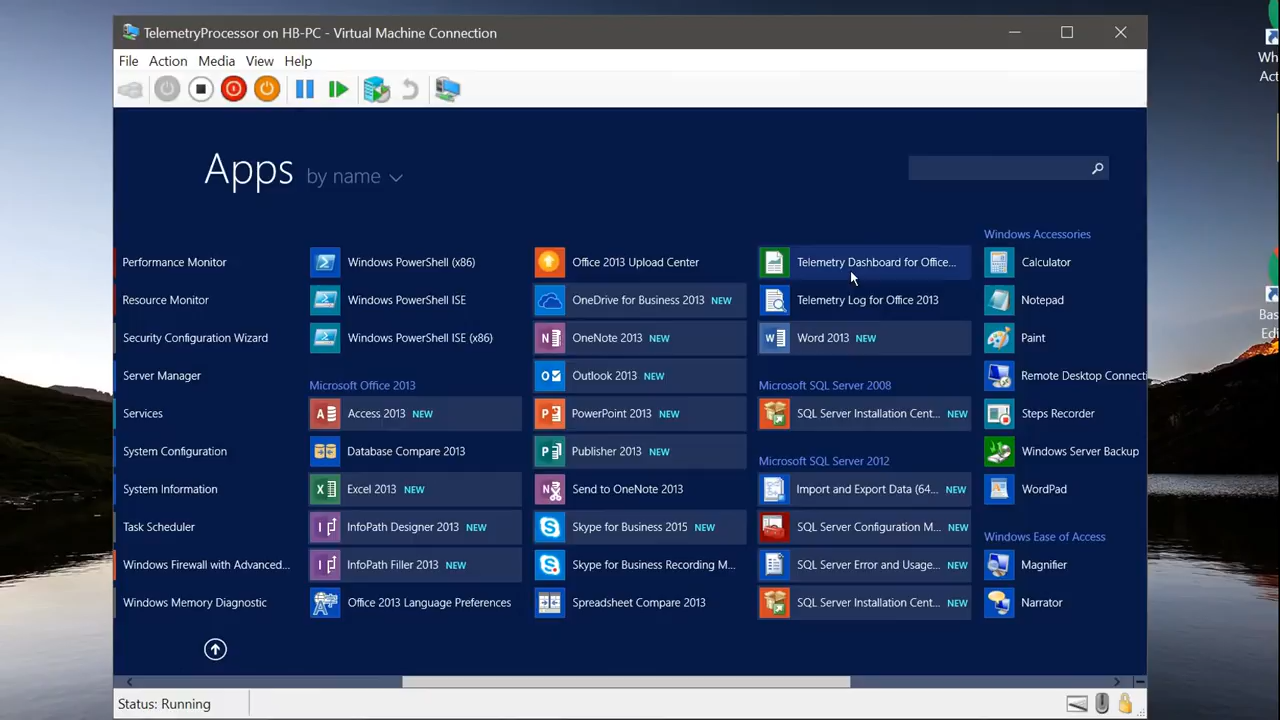 TelemetryProcessor on HB-PC - Virtual Machine Connection
File Action Media View Help
Apps by name
Performance Monitor
Resource Monitor
Security Configuration Wizard
Server Manager
Services
System Configuration
System Information
Task Scheduler
Windows Firewall with Advanced...
Windows Memory Diagnostic
Windows PowerShell (x86)
Windows PowerShell ISE
Windows PowerShell ISE (x86)
Microsoft Office 2013
Access 2013 NEW
Database Compare 2013
Excel 2013 NEW
InfoPath Designer 2013 NEW
InfoPath Filler 2013 NEW
Office 2013 Language Preferences
Office 2013 Upload Center
OneDrive for Business 2013 NEW
OneNote 2013 NEW
Outlook 2013 NEW
PowerPoint 2013 NEW
Publisher 2013 NEW
Send to OneNote 2013
Skype for Business 2015 NEW
Skype for Business Recording M...
Spreadsheet Compare 2013
Telemetry Dashboard for Office...
Telemetry Log for Office 2013
Word 2013 NEW
Microsoft SQL Server 2008
SQL Server Installation Cent... NEW
Microsoft SQL Server 2012
Import and Export Data (64... NEW
SQL Server Configuration M... NEW
SQL Server Error and Usage... NEW
SQL Server Installation Cent... NEW
Windows Accessories
Calculator
Notepad
Paint
Remote Desktop Connecti
Steps Recorder
Windows Server Backup
WordPad
Windows Ease of Access
Magnifier
Narrator
Status: Running
Wh
Act
Bas
Edi